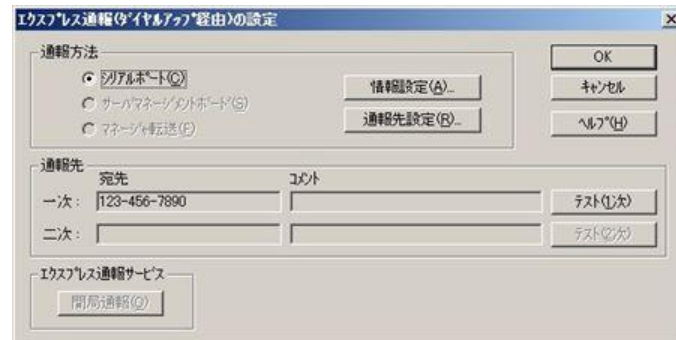 ｴｸｽﾌﾟﾚｽ通報(ﾀﾞｲﾔﾙｱｯﾌﾟ経由)の設定
通報方法
ｼﾘｱﾙﾎﾟｰﾄ(C)
ｻｰﾊﾞﾏﾈｰｼﾞﾒﾝﾄﾎﾞｰﾄﾞ(S)
ﾏﾈｰｼﾞｬ転送(F)
情報設定(A)...
通報先設定(R)...
OK
ｷｬﾝｾﾙ
ﾍﾙﾌﾟ(H)
通報先
宛先 ｺﾒﾝﾄ
一次： 123-456-7890 ﾃｽﾄ(1次)
二次： ﾃｽﾄ(2次)
ｴｸｽﾌﾟﾚｽ通報ｻｰﾋﾞｽ
開局通報(O)